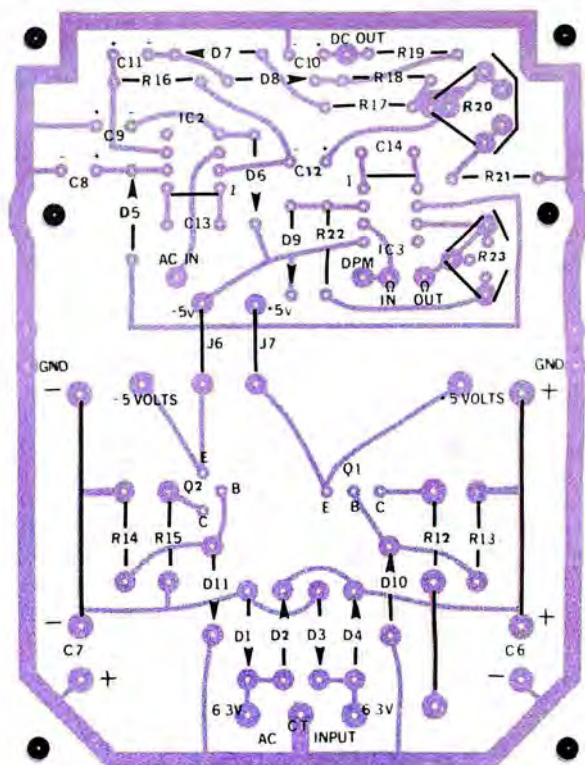 DC OUT
+ - D7 - - + R19
C11 C10
R16 D8 R18
R17 R20
+ - IC2
C9
- + D6 - + C14
C8 C12 R21
1 1
D5 C13 D9 R22
AC IN IC3 R23
DPM Ω Ω
IN OUT
-5V +5V
J6 J7
GND GND
- -5 VOLTS +5 VOLTS +
E
Q2 B Q1
C E B C
R14 R15 R12 R13
D11 D10
- D1 D2 D3 D4 +
C7 C6
+ -
6 3V CT 6 3V
AC INPUT